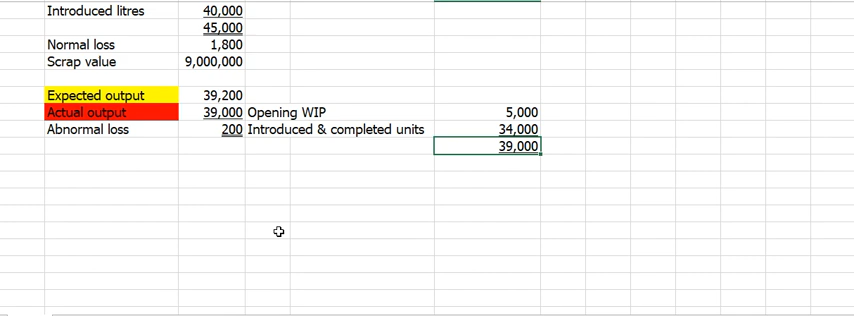 Introduced litres 40,000
45,000
Normal loss 1,800
Scrap value 9,000,000
Expected output 39,200
Actual output 39,000 Opening WIP 5,000
Abnormal loss 200 Introduced & completed units 34,000
39,000